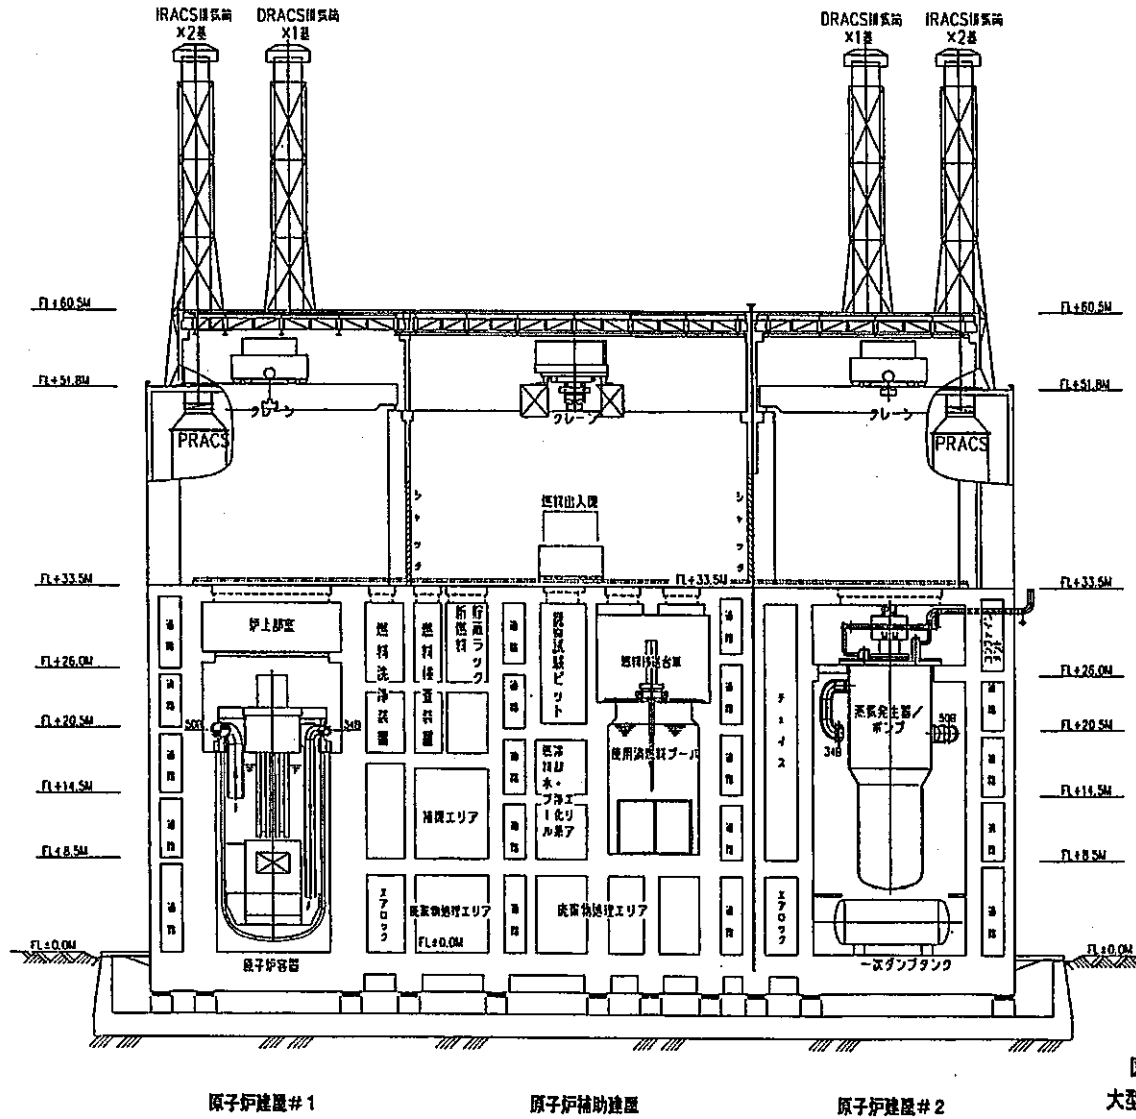 IRACS排気筒
×2基
DRACS排気筒
×1基
DRACS排気筒
×1基
IRACS排気筒
×2基
FL+60.5M
FL+60.5M
FL+51.8M
FL+51.8M
クレーン
クレーン
クレーン
PRACS
PRACS
シャッタ
燃料出入機
シャッタ
FL+33.5M
FL+33.5M
FL+33.5M
炉上部室
燃料洗浄装置
燃料検査装置
新燃料
貯蔵ラック
通路
燃料移送台車
通路
FL+26.0M
FL+26.0M
蒸気発生器/
ポンプ
FL+20.5M
FL+20.5M
50B
34B
34B
50B
使用済燃料プール
FL+14.5M
FL+14.5M
補機エリア
FL+8.5M
FL+8.5M
エアロック
廃棄物処理エリア
廃棄物処理エリア
エアロック
FL±0.0M
FL±0.0M
FL±0.0M
原子炉容器
一次ダンプタンク
原子炉建屋#1
原子炉補助建屋
原子炉建屋#2
大型